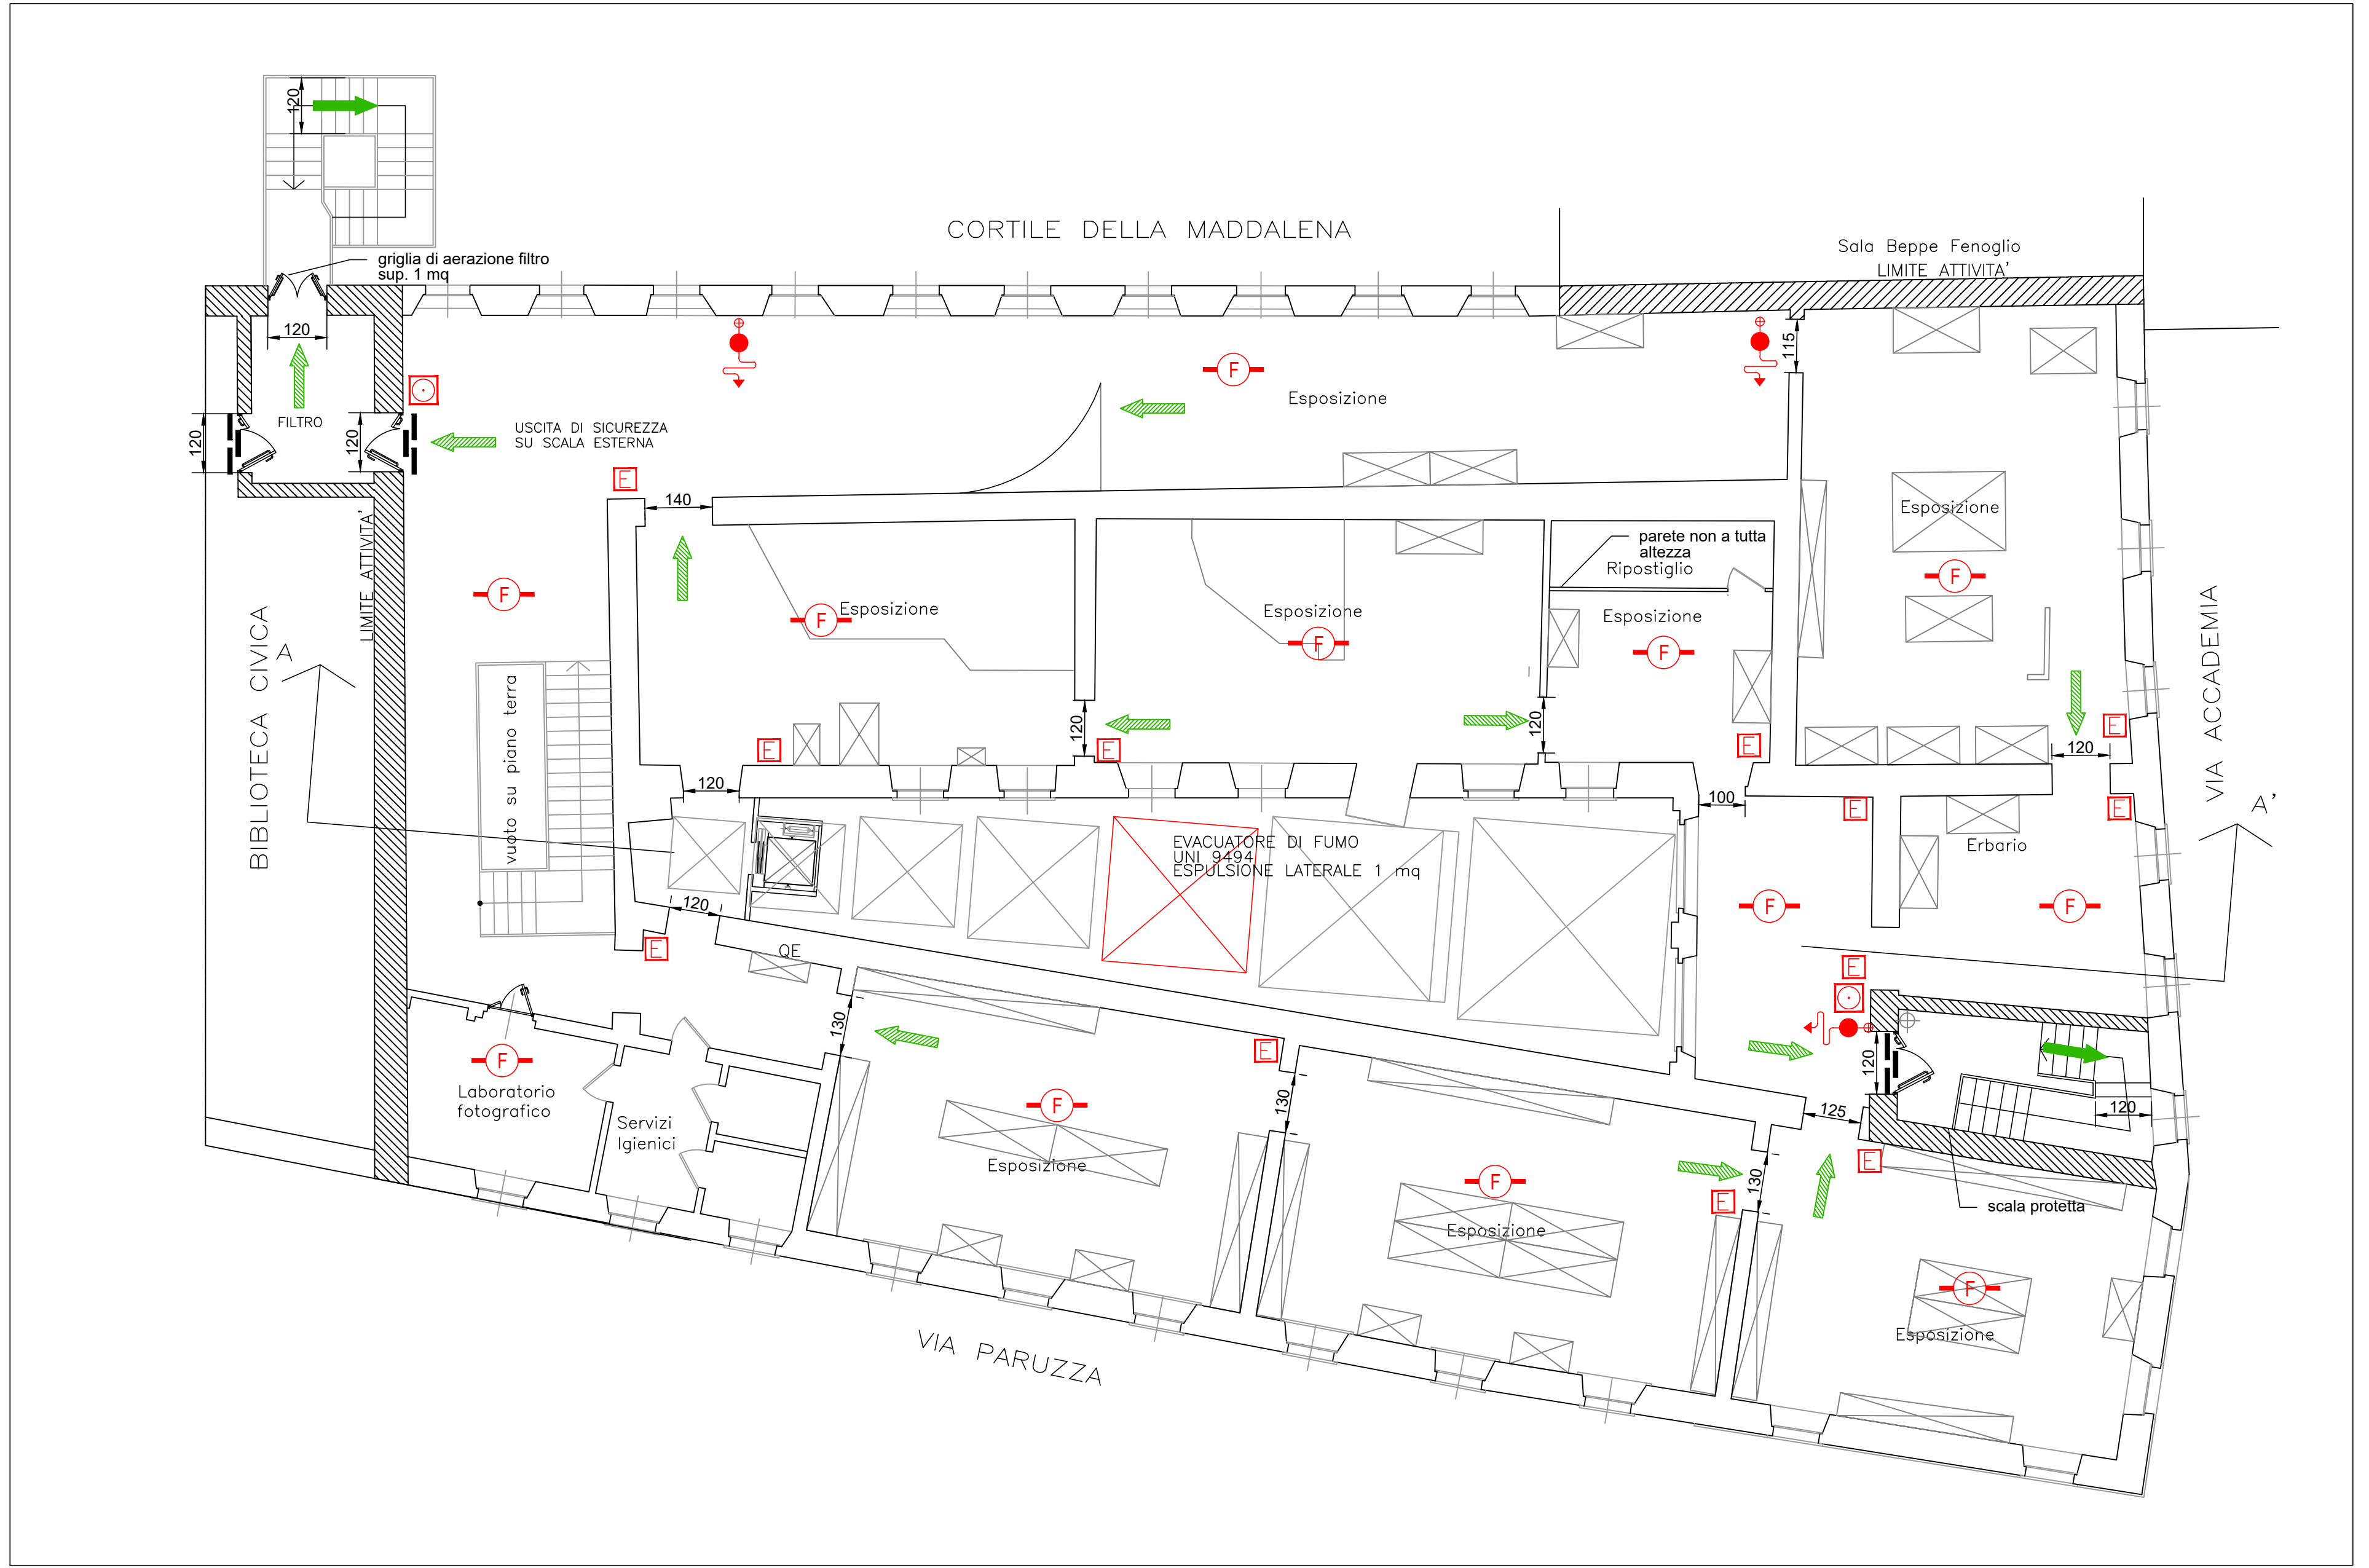 120
CORTILE DELLA MADDALENA
Sala Beppe Fenoglio
LIMITE ATTIVITA'
griglia di aerazione filtro
sup. 1 mq
120
115
F
Esposizione
FILTRO
120
120
USCITA DI SICUREZZA
SU SCALA ESTERNA
E
140
Esposizione
LIMITE ATTIVITA'
parete non a tutta
altezza
Ripostiglio
F
F
Esposizione
Esposizione
F
Esposizione
F
F
BIBLIOTECA CIVICA
A
VIA ACCADEMIA
vuoto su piano terra
120
120
E
E
E
E
120
120
100
E
E
A'
EVACUATORE DI FUMO
UNI 9494
ESPULSIONE LATERALE 1 mq
Erbario
120
F
F
E
QE
E
130
E
120
F
Laboratorio
fotografico
Servizi
Igienici
F
130
125
120
Esposizione
E
130
F
E
scala protetta
Esposizione
F
Esposizione
VIA PARUZZA